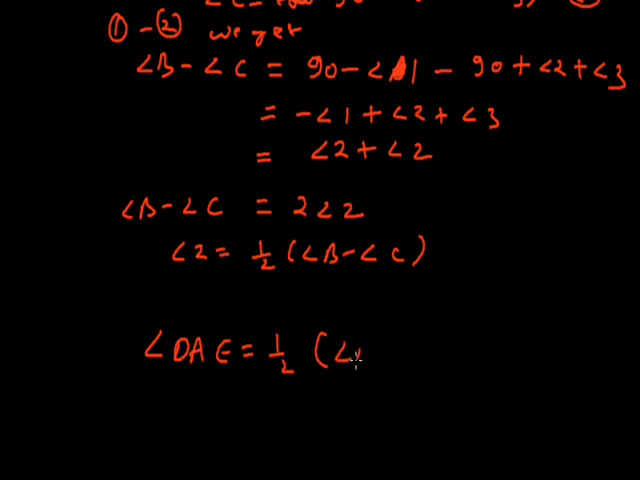 ① - ② we get
∠B - ∠C = 90 - ∠1 - 90 + ∠2 + ∠3
= -∠1 + ∠2 + ∠3
= ∠2 + ∠2
∠B - ∠C = 2∠2
∠2 = 1/2 (∠B - ∠C)
∠DAE = 1/2 (∠